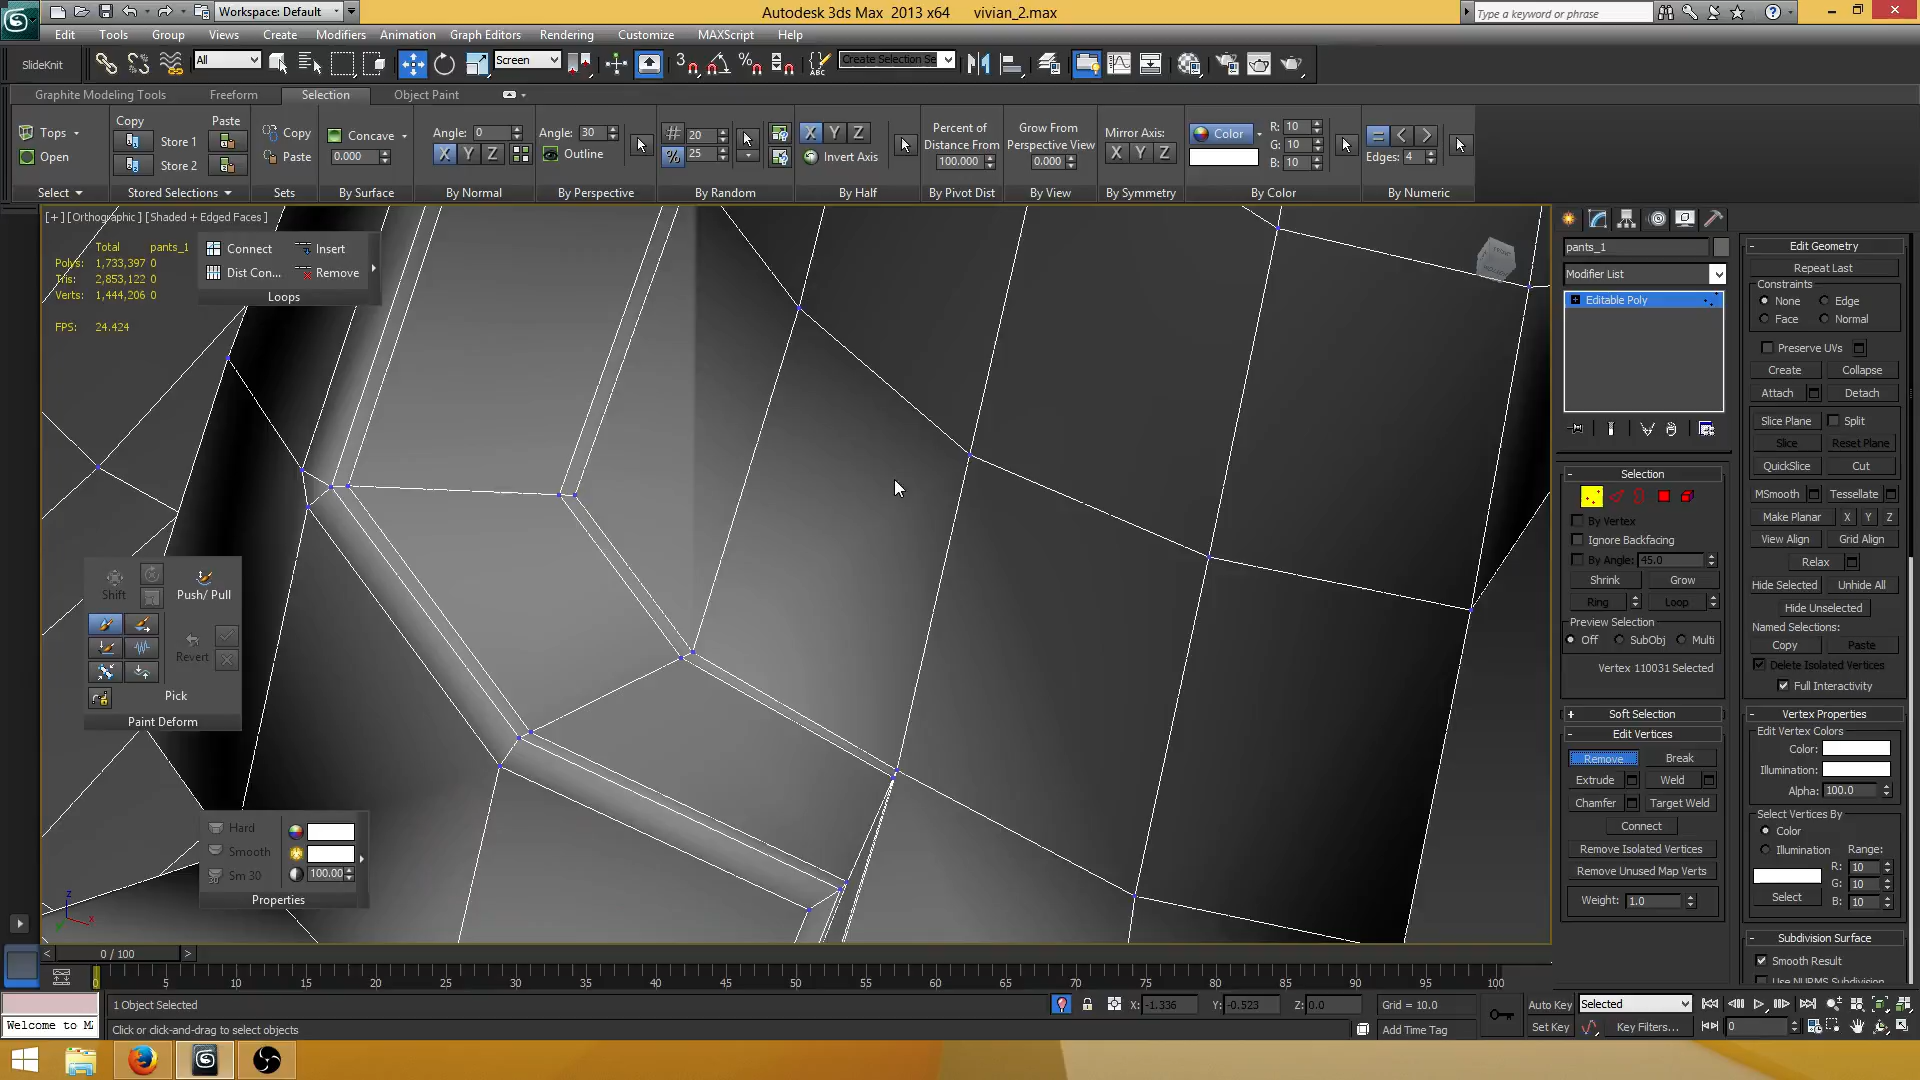 Workspace: Default
Autodesk 3ds Max 2013 x64 vivian_2.max
Type a keyword or phrase
Edit Tools Group Views Create Modifiers Animation Graph Editors Rendering Customize MAXScript Help
SlideKnit
All
Screen
Create Selection Se
Graphite Modeling Tools Freeform Selection Object Paint
Copy Paste
Tops
Open
Store 1
Store 2
Copy
Paste
Concave
0.000
Angle: 0
X Y Z
Angle: 30
Outline
20
25
X Y Z
Invert Axis
Percent of
Distance From
100.000
Grow From
Perspective View
0.000
Mirror Axis:
X Y Z
Color
R: 10
G: 10
B: 10
Edges: 4
Select Stored Selections Sets By Surface By Normal By Perspective By Random By Half By Pivot Dist By View By Symmetry By Color By Numeric
[+] [Orthographic] [Shaded + Edged Faces]
Total pants_1
Polys: 1,733,397 0
Tris: 2,853,122 0
Verts: 1,444,206 0
FPS: 24.424
Connect Insert
Dist Con... Remove
Loops
Shift Push/ Pull
Revert
Pick
Paint Deform
Hard
Smooth
Sm 30
100.00
Properties
pants_1
Modifier List
Editable Poly
Selection
By Vertex
Ignore Backfacing
By Angle: 45.0
Shrink Grow
Ring Loop
Preview Selection
Off SubObj Multi
Vertex 110031 Selected
Soft Selection
Edit Vertices
Remove Break
Extrude Weld
Chamfer Target Weld
Connect
Remove Isolated Vertices
Remove Unused Map Verts
Weight: 1.0
Edit Geometry
Repeat Last
Constraints
None Edge
Face Normal
Preserve UVs
Create Collapse
Attach Detach
Slice Plane Split
Slice Reset Plane
QuickSlice Cut
MSmooth Tessellate
Make Planar X Y Z
View Align Grid Align
Relax
Hide Selected Unhide All
Hide Unselected
Named Selections:
Copy Paste
Delete Isolated Vertices
Full Interactivity
Vertex Properties
Edit Vertex Colors
Color:
Illumination:
Alpha: 100.0
Select Vertices By
Color
Illumination Range:
R: 10
G: 10
B: 10
Select
Subdivision Surface
Smooth Result
Use NURMS Subdivision
z
x
y
< 0 / 100 >
0 5 10 15 20 25 30 35 40 45 50 55 60 65 70 75 80 85 90 95 100
1 Object Selected
X: -1.336 Y: -0.523 Z: 0.0 Grid = 10.0
Auto Key Selected
Welcome to M
Click or click-and-drag to select objects
Add Time Tag
Set Key Key Filters... 0